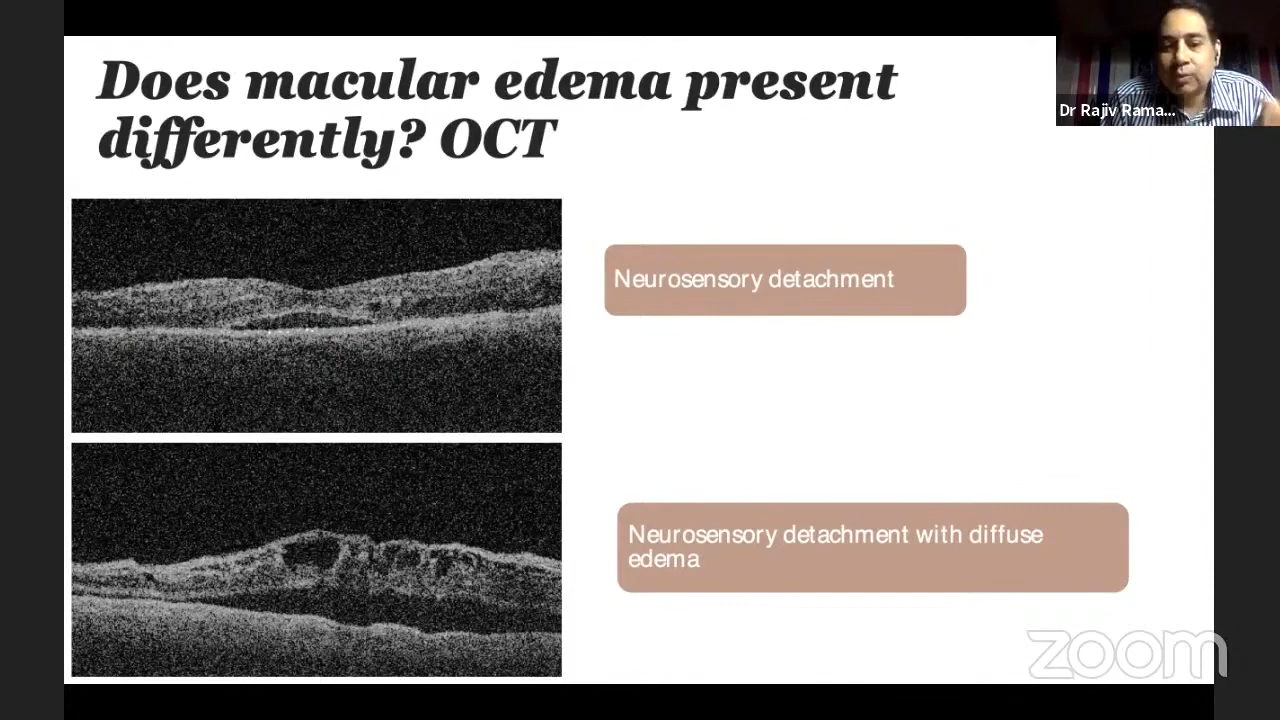 Does macular edema present
differently? OCT
Dr Rajiv Rama...
Neurosensory detachment
Neurosensory detachment with diffuse
edema
zoom